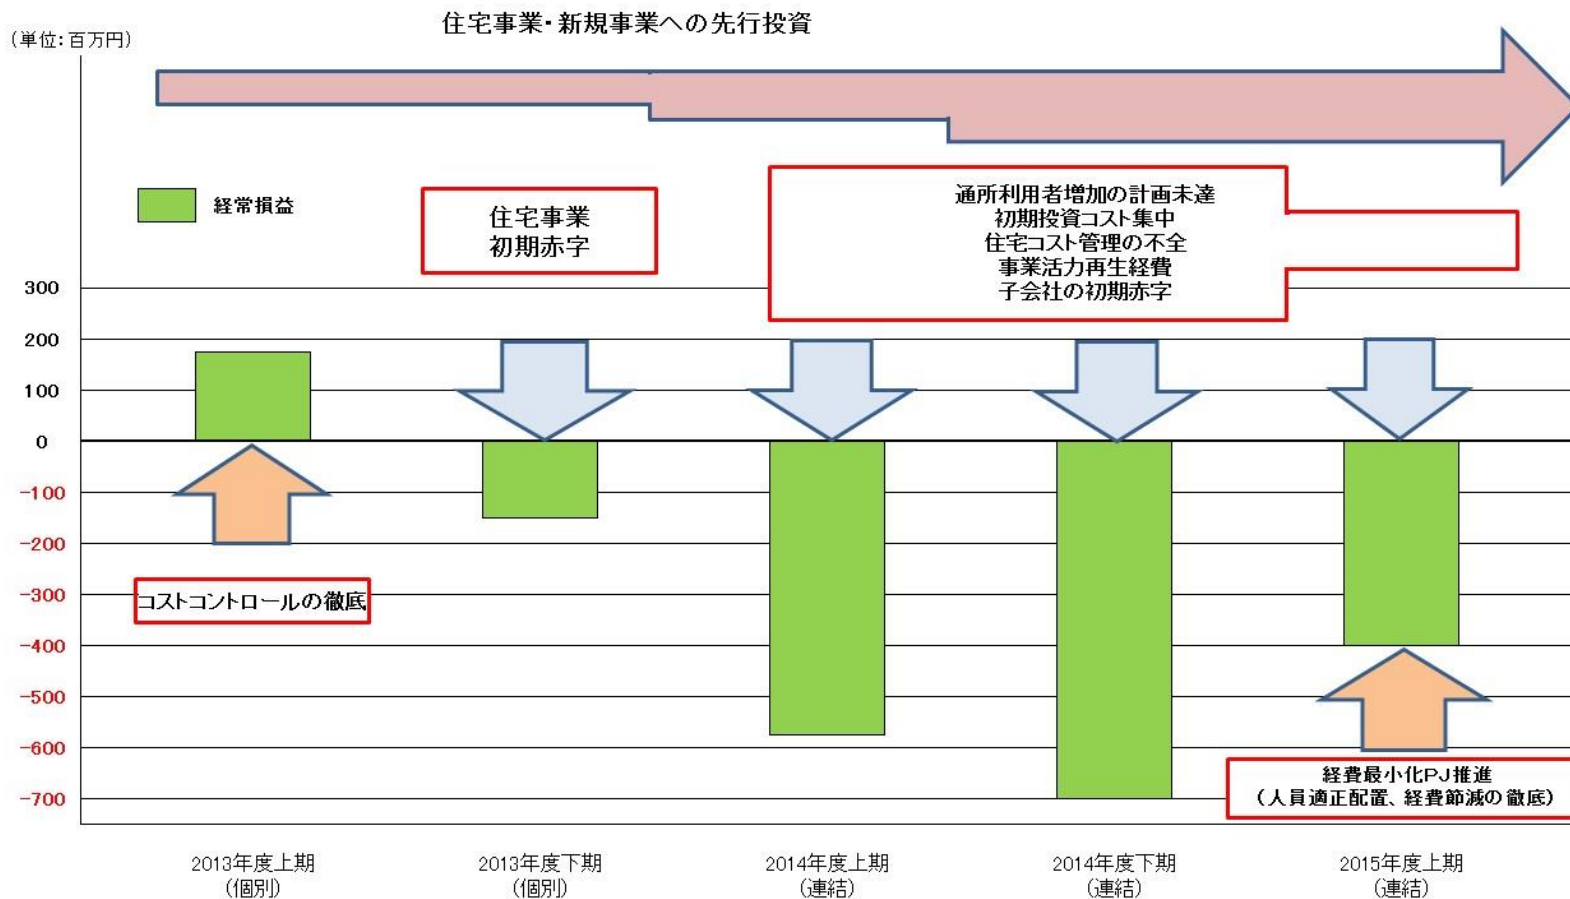 住宅事業・新規事業への先行投資
（単位：百万円）
経常損益
住宅事業
初期赤字
通所利用者増加の計画未達
初期投資コスト集中
住宅コスト管理の不全
事業活力再生経費
子会社の初期赤字
300
200
100
0
-100
-200
-300
-400
-500
-600
-700
コストコントロールの徹底
経費最小化PJ推進
（人員適正配置、経費節減の徹底）
2013年度上期
（個別）
2013年度下期
（個別）
2014年度上期
（連結）
2014年度下期
（連結）
2015年度上期
（連結）